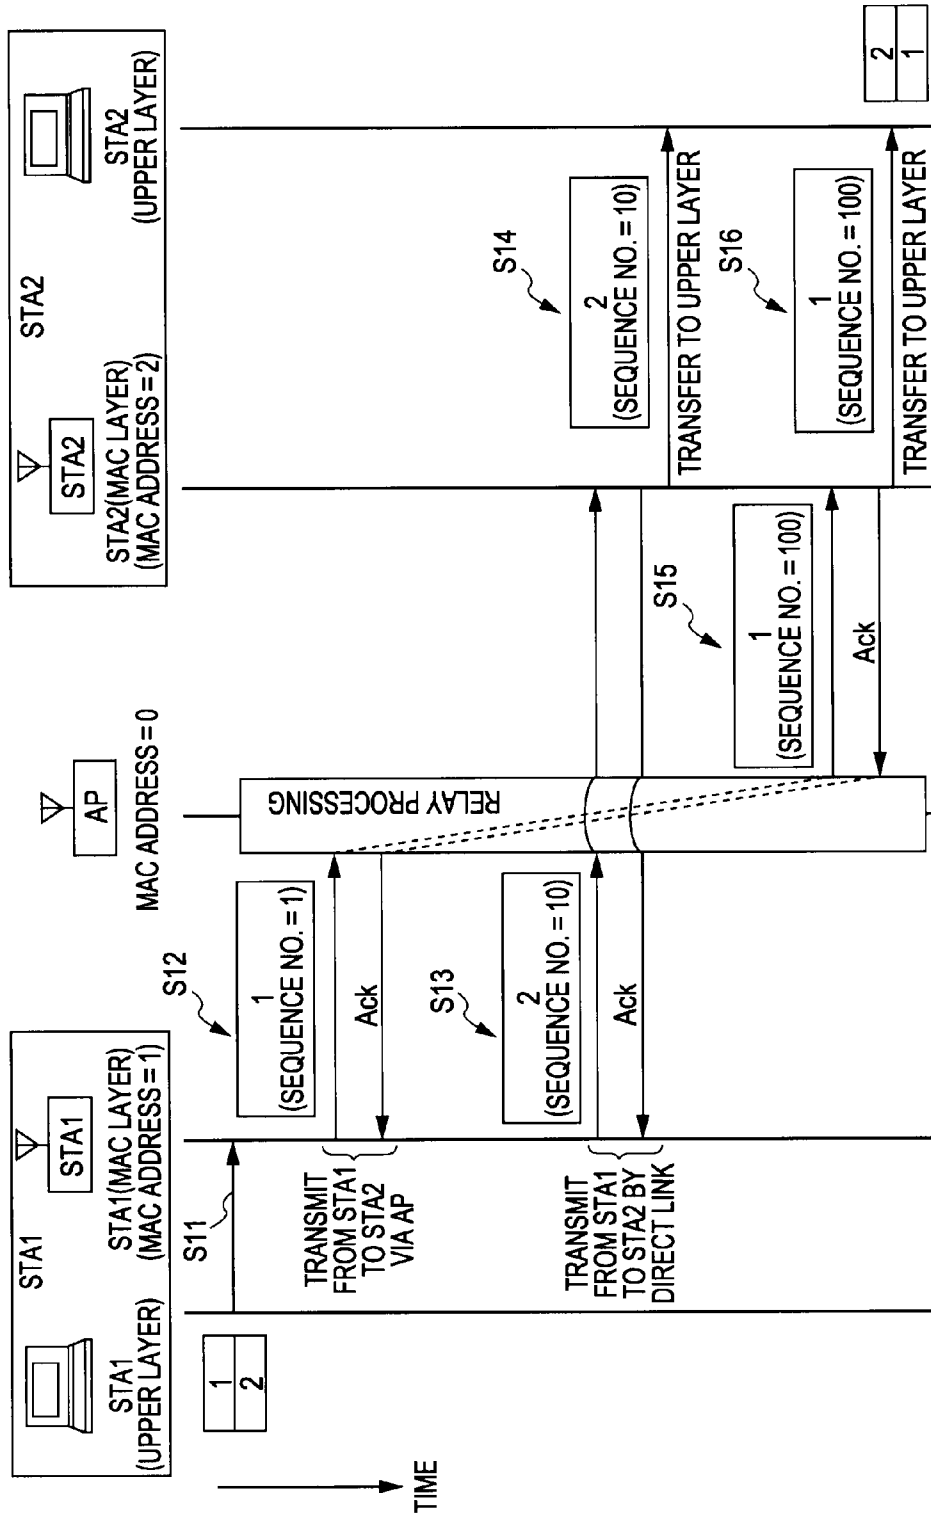 STA1
STA1
(UPPER LAYER)
STA1
STA1(MAC LAYER)
(MAC ADDRESS = 1)
AP
MAC ADDRESS = 0
STA2
STA2
STA2(MAC LAYER)
(MAC ADDRESS = 2)
STA2
(UPPER LAYER)
TIME
1
2
S11
S12
1
(SEQUENCE NO. = 1)
TRANSMIT
FROM STA1
TO STA2
VIA AP
Ack
RELAY PROCESSING
S13
2
(SEQUENCE NO. = 10)
TRANSMIT
FROM STA1
TO STA2 BY
DIRECT LINK
Ack
S14
2
(SEQUENCE NO. = 10)
TRANSFER TO UPPER LAYER
S15
1
(SEQUENCE NO. = 100)
Ack
S16
1
(SEQUENCE NO. = 100)
TRANSFER TO UPPER LAYER
2
1